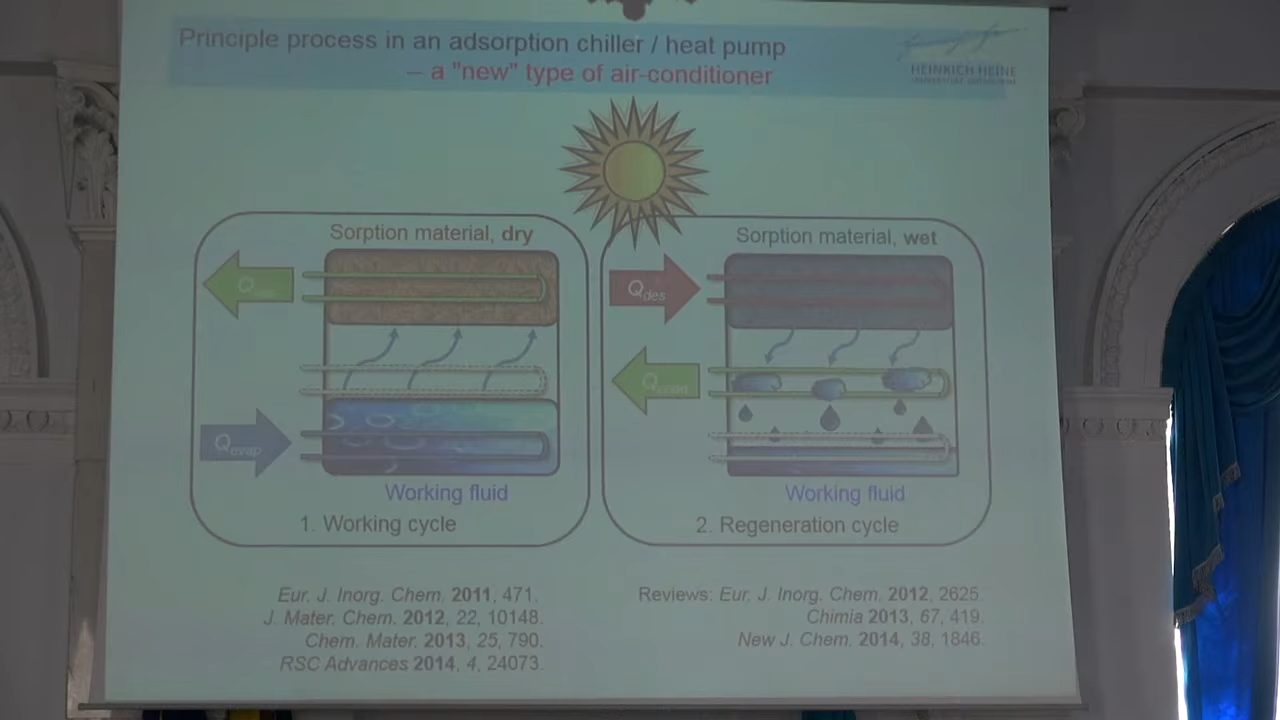 Principle process in an adsorption chiller / heat pump
– a "new" type of air-conditioner
HEINRICH HEINE
Sorption material, dry
Sorption material, wet
Q
Qdes
Qevap
Working fluid
Working fluid
1. Working cycle
2. Regeneration cycle
Eur. J. Inorg. Chem. 2011, 471.
J. Mater. Chem. 2012, 22, 10148.
Chem. Mater. 2013, 25, 790.
RSC Advances 2014, 4, 24073.
Reviews: Eur. J. Inorg. Chem. 2012, 2625.
Chimia 2013, 67, 419.
New J. Chem. 2014, 38, 1846.